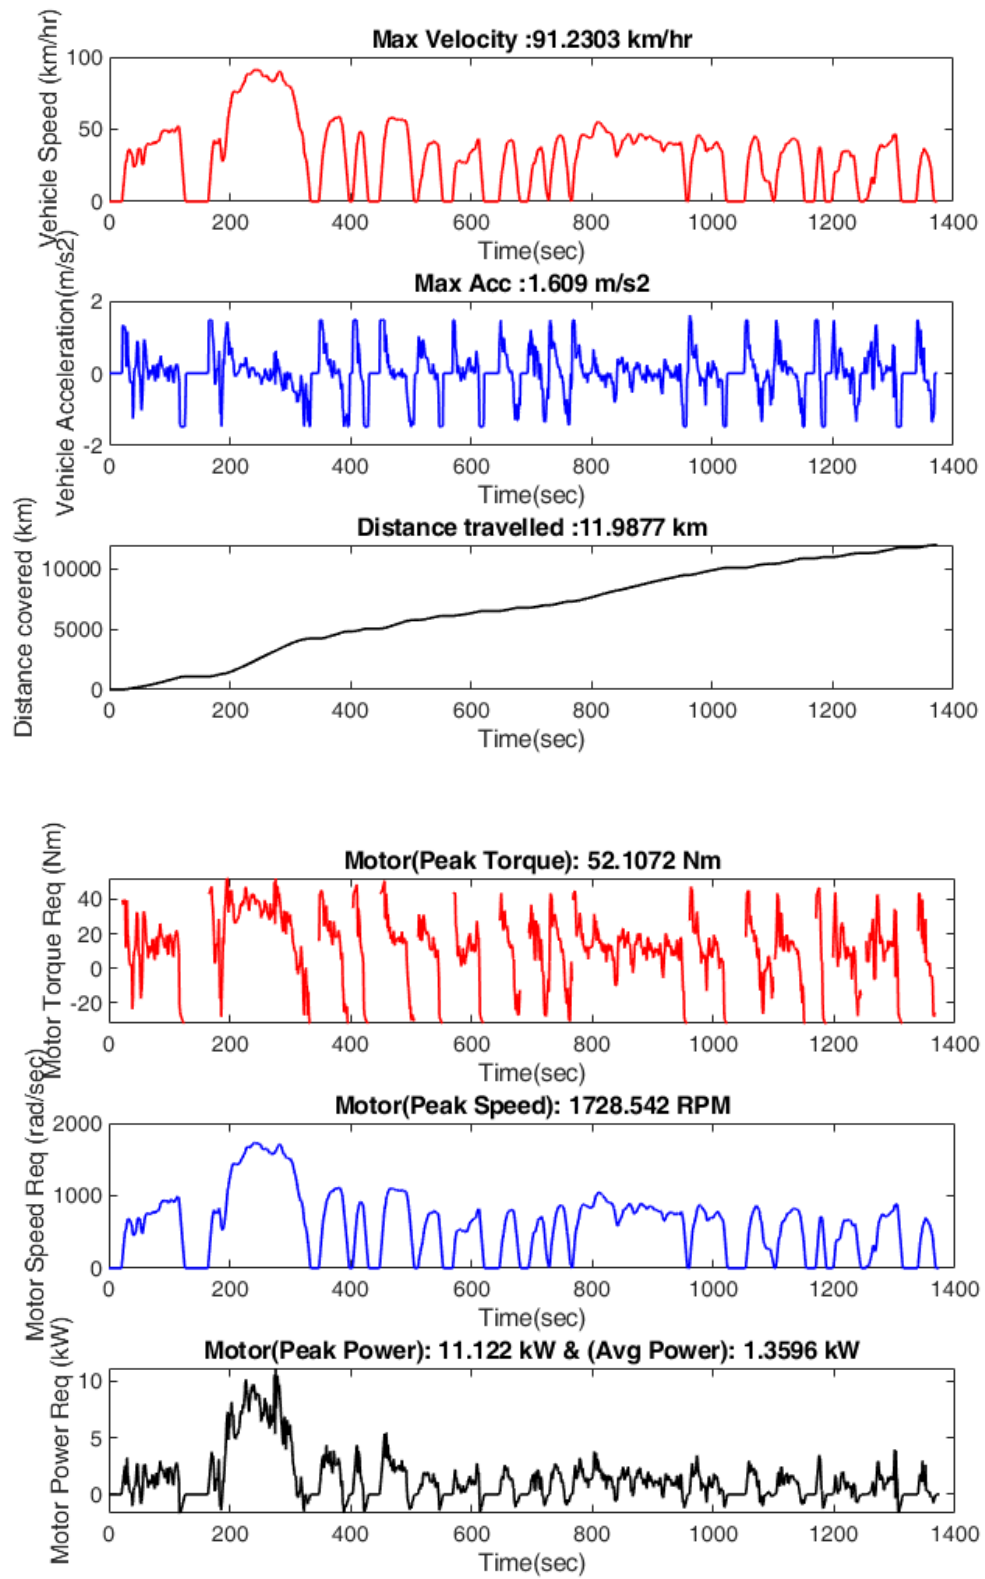 Max Velocity :91.2303 km/hr
Vehicle Speed (km/hr)
100
50
0
0 200 400 600 800 1000 1200 1400
Time(sec)
Max Acc :1.609 m/s2
Vehicle Acceleration(m/s2)
2
0
-2
0 200 400 600 800 1000 1200 1400
Time(sec)
Distance travelled :11.9877 km
Distance covered (km)
10000
5000
0
0 200 400 600 800 1000 1200 1400
Time(sec)
Motor(Peak Torque): 52.1072 Nm
Motor Torque Req (Nm)
40
20
0
-20
0 200 400 600 800 1000 1200 1400
Time(sec)
Motor(Peak Speed): 1728.542 RPM
Motor Speed Req (rad/sec)
2000
1000
0
0 200 400 600 800 1000 1200 1400
Time(sec)
Motor(Peak Power): 11.122 kW & (Avg Power): 1.3596 kW
Motor Power Req (kW)
10
5
0
0 200 400 600 800 1000 1200 1400
Time(sec)